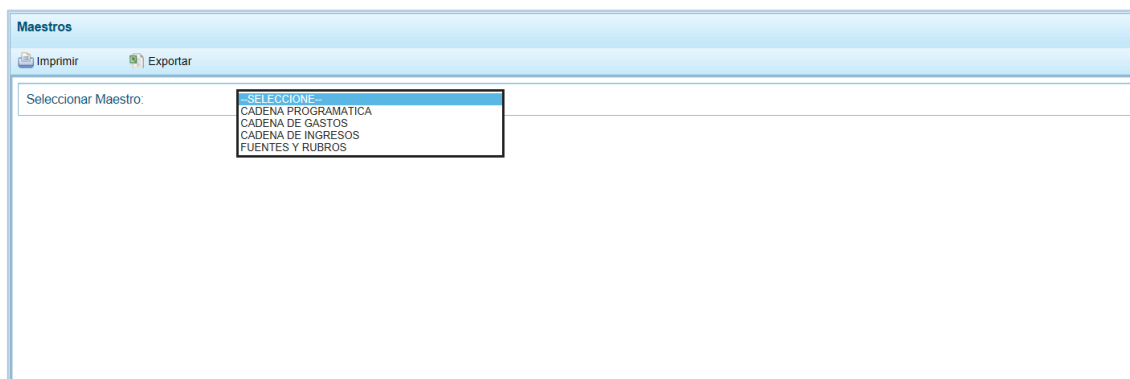 Maestros
Imprimir Exportar
Seleccionar Maestro: --SELECCIONE--
CADENA PROGRAMATICA
CADENA DE GASTOS
CADENA DE INGRESOS
FUENTES Y RUBROS